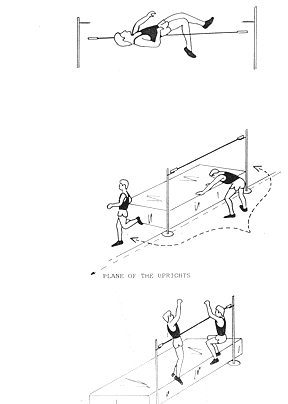 PLANE OF THE UPRIGHTS